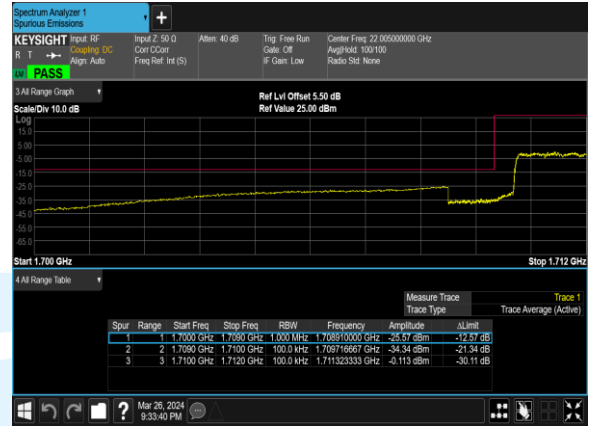 Spectrum Analyzer 1
Spurious Emissions
KEYSIGHT Input: RF Input Z: 50 Ω Atten: 40 dB Trig: Free Run Center Freq: 22.005000000 GHz
R T Coupling: DC Corr CCorr Gate: Off Avg|Hold: 100/100
Align: Auto Freq Ref: Int (S) IF Gain: Low Radio Std: None
PASS
3 All Range Graph
Ref Lvl Offset 5.50 dB
Scale/Div 10.0 dB Ref Value 25.00 dBm
Log
15.0
5.00
-5.00
-15.0
-25.0
-35.0
-45.0
-55.0
-65.0
Start 1.700 GHz Stop 1.712 GHz
4 All Range Table
Measure Trace Trace 1
Trace Type Trace Average (Active)
Spur Range Start Freq Stop Freq RBW Frequency Amplitude ΔLimit
1 1 1.7000 GHz 1.7090 GHz 1.000 MHz 1.708910000 GHz -25.57 dBm -12.57 dB
2 2 1.7090 GHz 1.7100 GHz 100.0 kHz 1.709716667 GHz -34.34 dBm -21.34 dB
3 3 1.7100 GHz 1.7120 GHz 100.0 kHz 1.711323333 GHz -0.113 dBm -30.11 dB
? Mar 26, 2024
9:33:40 PM